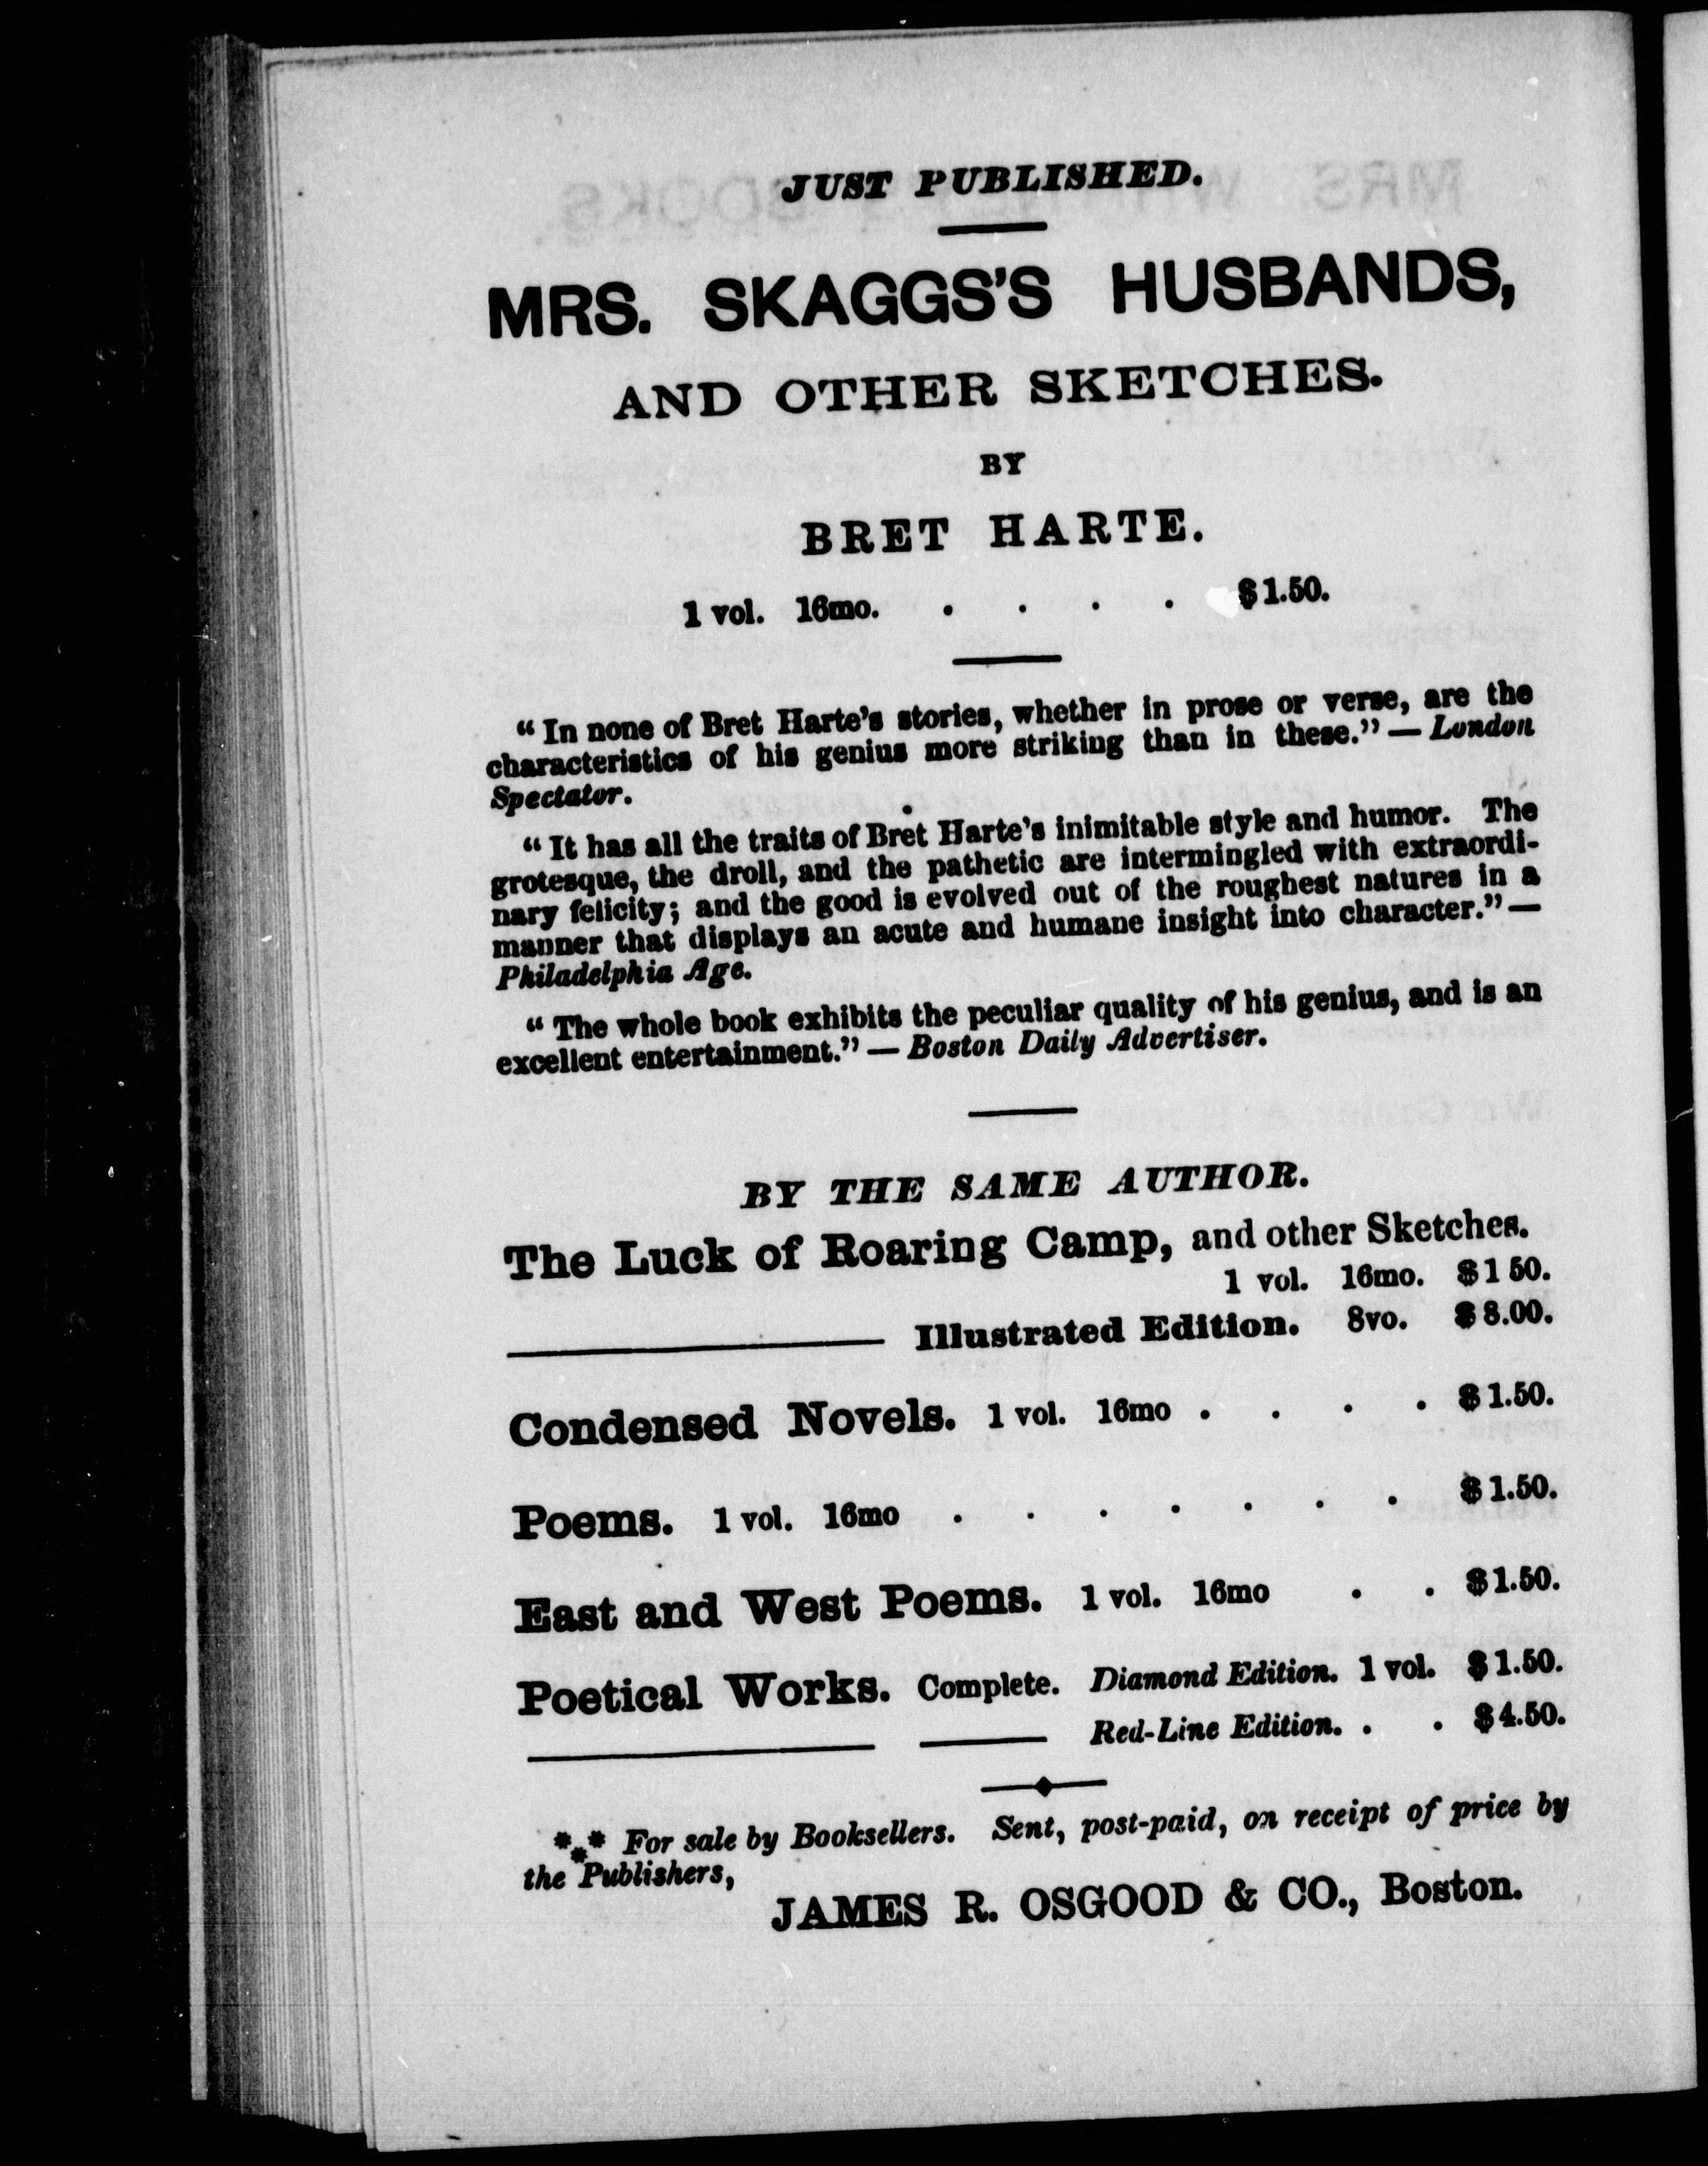 JUST PUBLISHED.
MRS. SKAGGS'S HUSBANDS,
AND OTHER SKETCHES.
BY
BRET HARTE.
1 vol. 16mo. . . . . $1.50.
“In none of Bret Harte's stories, whether in prose or verse, are the
characteristics of his genius more striking than in these.” — London
Spectator.
“It has all the traits of Bret Harte's inimitable style and humor. The
grotesque, the droll, and the pathetic are intermingled with extraordi-
nary felicity; and the good is evolved out of the roughest natures in a
manner that displays an acute and humane insight into character.” —
Philadelphia Age.
“The whole book exhibits the peculiar quality of his genius, and is an
excellent entertainment.” — Boston Daily Advertiser.
BY THE SAME AUTHOR.
The Luck of Roaring Camp, and other Sketches.
1 vol. 16mo. $1 50.
Illustrated Edition. 8vo. $3.00.
Condensed Novels. 1 vol. 16mo . . . . $1.50.
Poems. 1 vol. 16mo . . . . . . . $1.50.
East and West Poems. 1 vol. 16mo . . $1.50.
Poetical Works. Complete. Diamond Edition. 1 vol. $1.50.
Red-Line Edition. . . $4.50.
*** For sale by Booksellers. Sent, post-paid, on receipt of price by
the Publishers,
JAMES R. OSGOOD & CO., Boston.